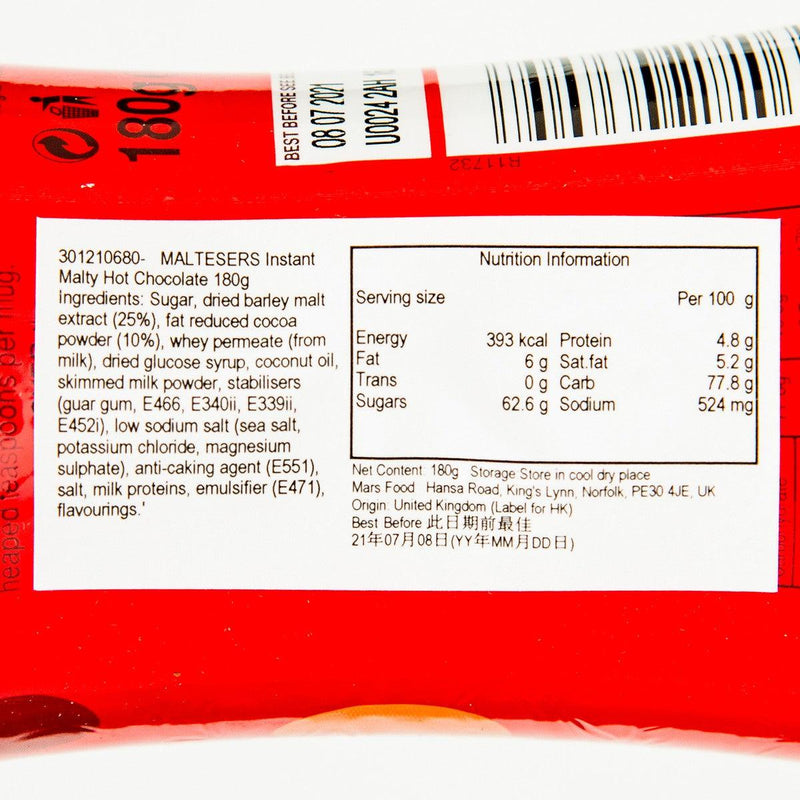 180g
BEST BEFORE SEE BE
08 07 2021
U0024 2AH
R11732
301210680- MALTESERS Instant
Malty Hot Chocolate 180g
Ingredients: Sugar, dried barley malt
extract (25%), fat reduced cocoa
powder (10%), whey permeate (from
milk), dried glucose syrup, coconut oil,
skimmed milk powder, stabilisers
(guar gum, E466, E340ii, E339ii,
E452i), low sodium salt (sea salt,
potassium chloride, magnesium
sulphate), anti-caking agent (E551),
salt, milk proteins, emulsifier (E471),
flavourings.'
Nutrition Information
Serving size Per 100 g
Energy 393 kcal Protein 4.8 g
Fat 6 g Sat.fat 5.2 g
Trans 0 g Carb 77.8 g
Sugars 62.6 g Sodium 524 mg
Net Content: 180g Storage Store in cool dry place
Mars Food Hansa Road, King's Lynn, Norfolk, PE30 4JE, UK
Origin: United Kingdom (Label for HK)
Best Before 此日期前最佳
21年07月08日(YY年MM月DD日)
heaped teaspoons per mug.